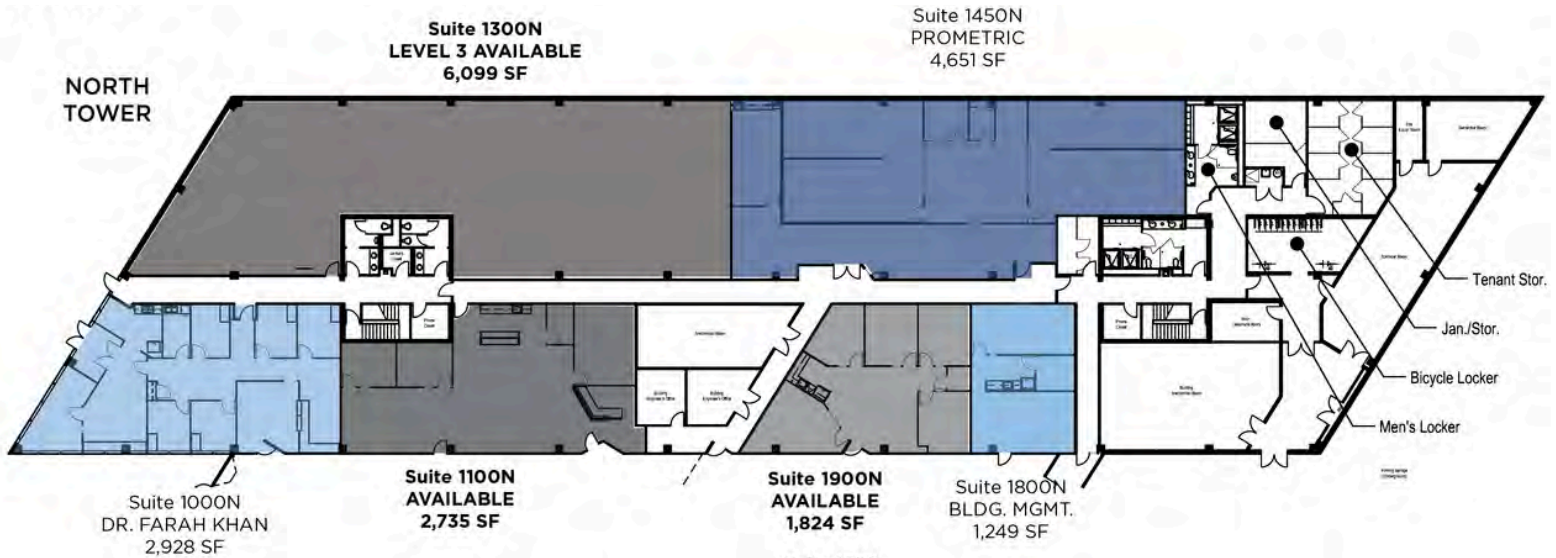 NORTH
TOWER
Suite 1300N
LEVEL 3 AVAILABLE
6,099 SF
Suite 1450N
PROMETRIC
4,651 SF
Tenant Stor.
Jan./Stor.
Bicycle Locker
Men's Locker
Suite 1000N
DR. FARAH KHAN
2,928 SF
Suite 1100N
AVAILABLE
2,735 SF
Suite 1900N
AVAILABLE
1,824 SF
Suite 1800N
BLDG. MGMT.
1,249 SF